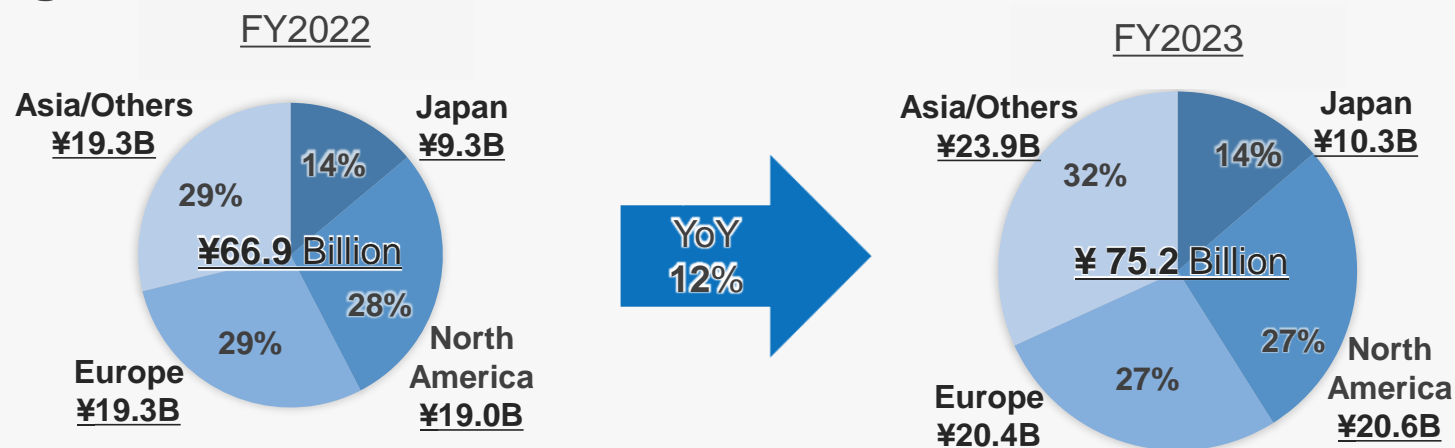 FY2022
Asia/Others
¥19.3B
Japan
¥9.3B
14%
29%
¥66.9 Billion
28%
29%
North
America
¥19.0B
Europe
¥19.3B
YoY
12%
FY2023
Asia/Others
¥23.9B
Japan
¥10.3B
14%
32%
¥ 75.2 Billion
27%
27%
North
America
¥20.6B
Europe
¥20.4B